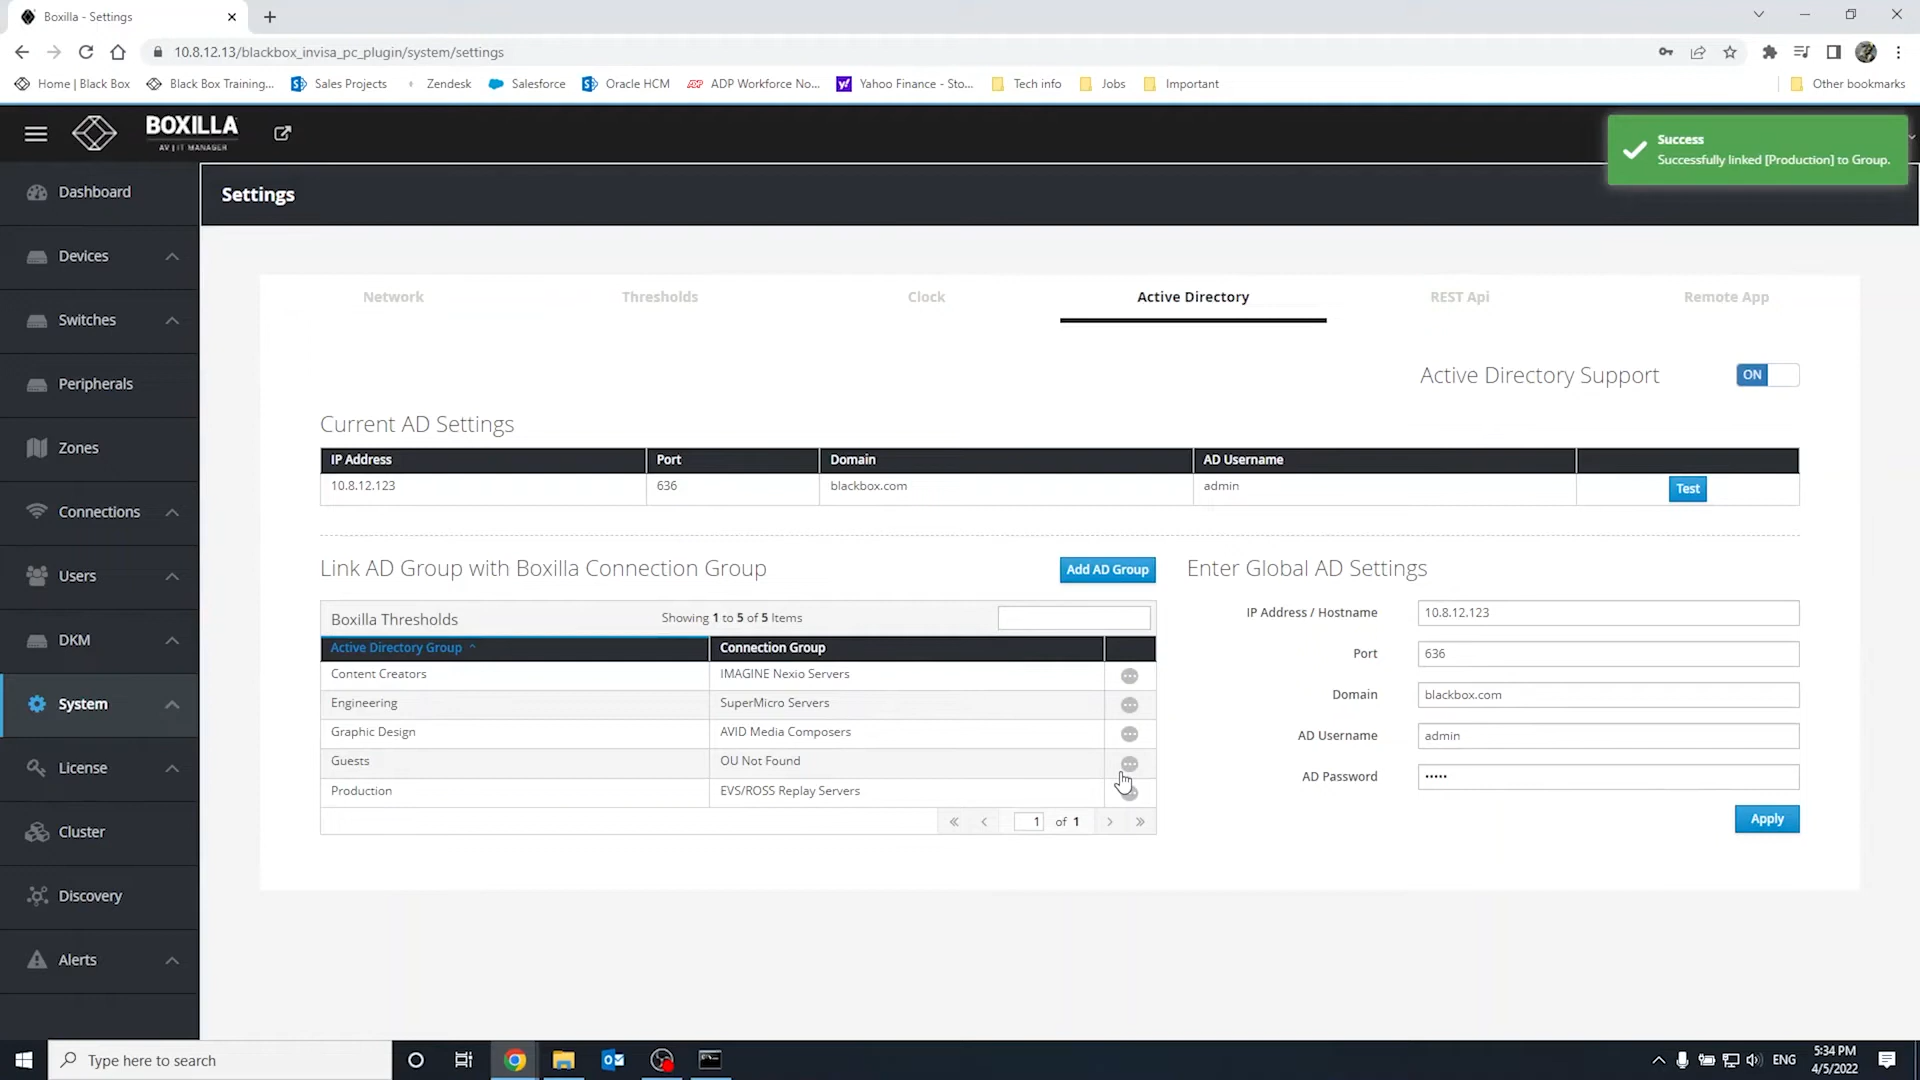 Boxilla - Settings
10.8.12.13/blackbox_invisa_pc_plugin/system/settings
Home | Black Box
Black Box Training...
Sales Projects
Zendesk
Salesforce
Oracle HCM
ADP Workforce No...
Yahoo Finance - Sto...
Tech info
Jobs
Important
Other bookmarks
BOXILLA
AV | IT MANAGER
Success
Successfully linked [Production] to Group.
Dashboard
Devices
Switches
Peripherals
Zones
Connections
Users
DKM
System
License
Cluster
Discovery
Alerts
Settings
Network
Thresholds
Clock
Active Directory
REST Api
Remote App
Active Directory Support
ON
Current AD Settings
IP Address Port Domain AD Username
10.8.12.123 636 blackbox.com admin Test
Link AD Group with Boxilla Connection Group
Add AD Group
Boxilla Thresholds
Showing 1 to 5 of 5 Items
Active Directory Group Connection Group
Content Creators IMAGINE Nexio Servers
Engineering SuperMicro Servers
Graphic Design AVID Media Composers
Guests OU Not Found
Production EVS/ROSS Replay Servers
1 of 1
Enter Global AD Settings
IP Address / Hostname 10.8.12.123
Port 636
Domain blackbox.com
AD Username admin
AD Password •••••
Apply
Type here to search
ENG
5:34 PM
4/5/2022